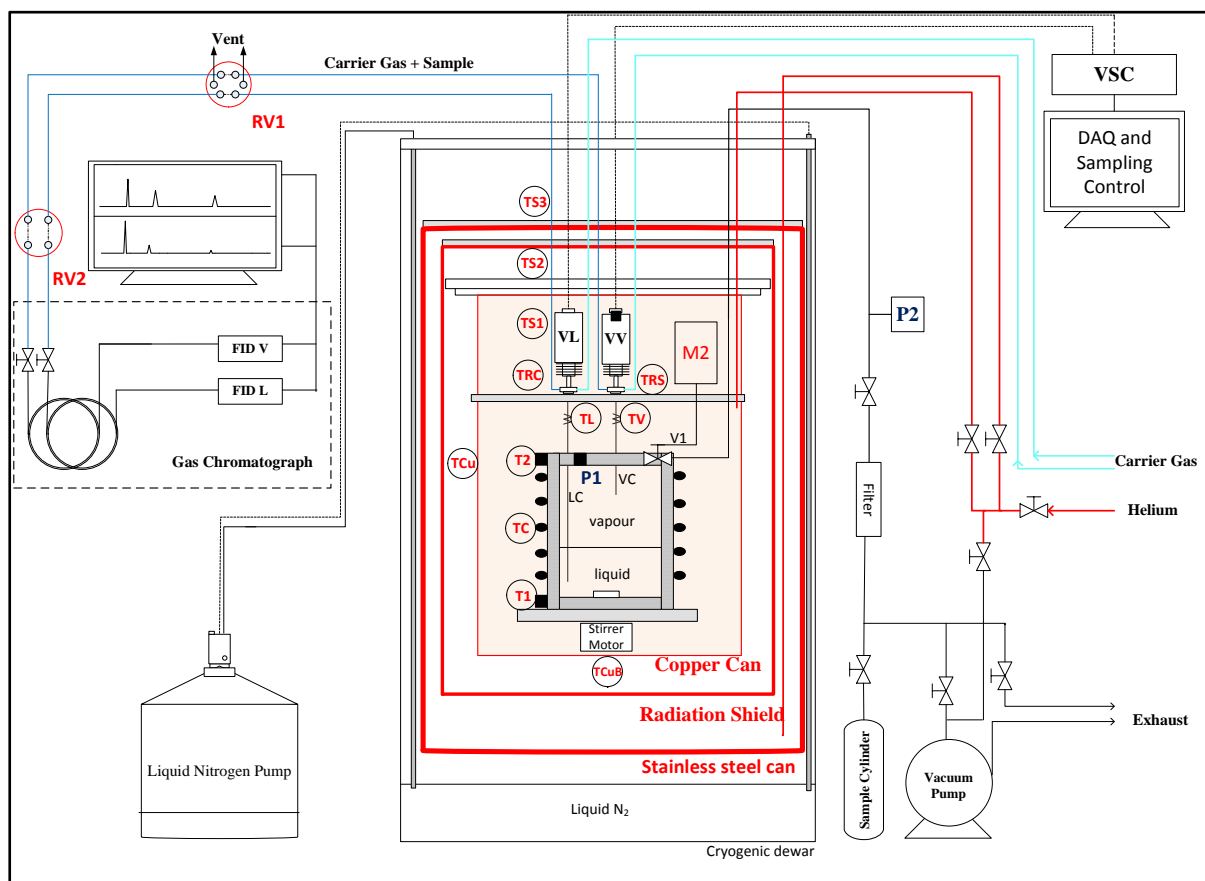 Vent
Carrier Gas + Sample
RV1
VSC
DAQ and
Sampling
Control
TS3
RV2
TS2
TS1
VL
VV
M2
P2
FID V
FID L
TRC
TRS
TL
TV
V1
Gas Chromatograph
TCu
T2
P1
VC
LC
Carrier Gas
Filter
TC
vapour
Helium
liquid
T1
Stirrer
Motor
TCuB
Copper Can
Radiation Shield
Stainless steel can
Exhaust
Liquid Nitrogen Pump
Sample Cylinder
Vacuum
Pump
Liquid N₂
Cryogenic dewar